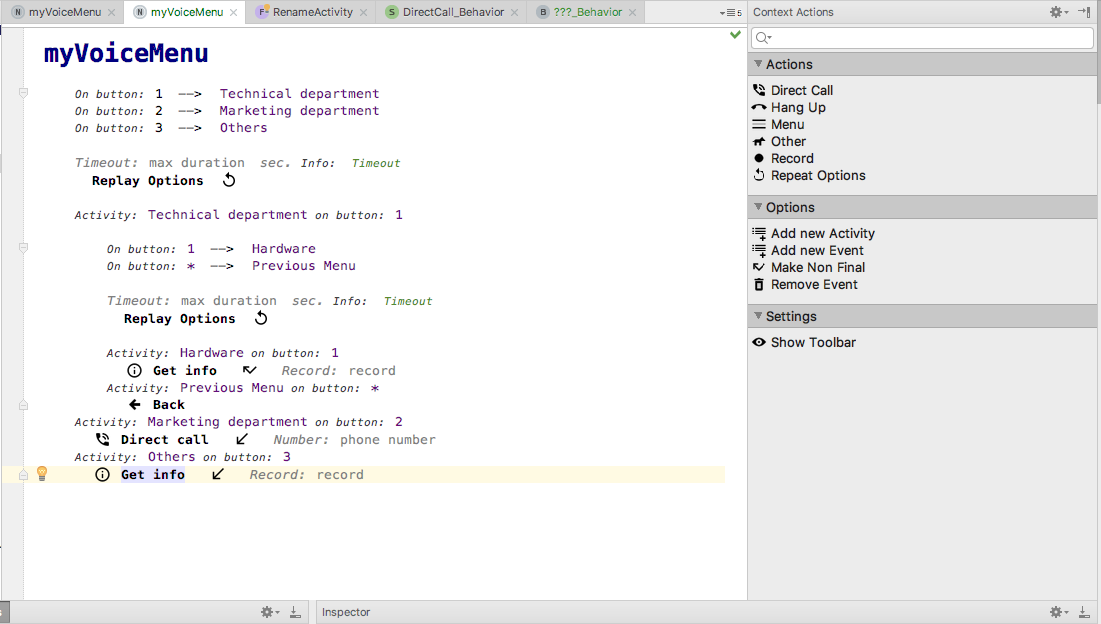 N myVoiceMenu
N myVoiceMenu
F RenameActivity
S DirectCall_Behavior
B ???_Behavior
5
Context Actions
myVoiceMenu
On button: 1 --> Technical department
On button: 2 --> Marketing department
On button: 3 --> Others
Timeout: max duration sec. Info: Timeout
Replay Options
Activity: Technical department on button: 1
On button: 1 --> Hardware
On button: * --> Previous Menu
Timeout: max duration sec. Info: Timeout
Replay Options
Activity: Hardware on button: 1
Get info Record: record
Activity: Previous Menu on button: *
Back
Activity: Marketing department on button: 2
Direct call Number: phone number
Activity: Others on button: 3
Get info Record: record
Actions
Direct Call
Hang Up
Menu
Other
Record
Repeat Options
Options
Add new Activity
Add new Event
Make Non Final
Remove Event
Settings
Show Toolbar
Inspector